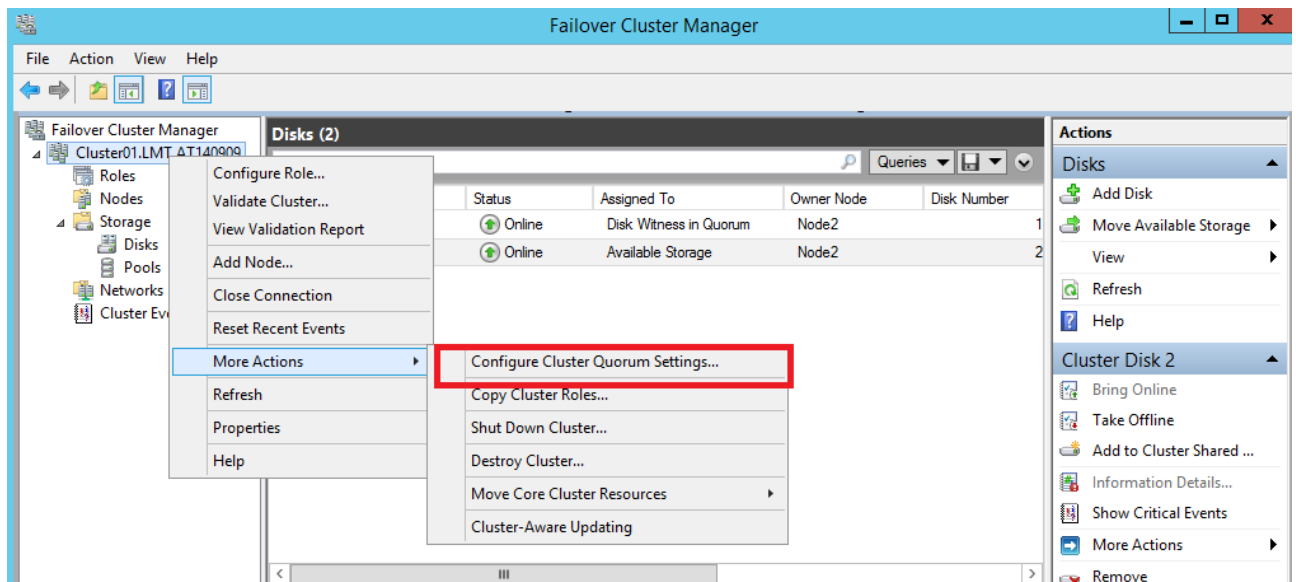 Failover Cluster Manager
File Action View Help
Failover Cluster Manager
Cluster01.LMT.AT140909
Roles
Nodes
Storage
Disks
Pools
Networks
Cluster Eve
Configure Role...
Validate Cluster...
View Validation Report
Add Node...
Close Connection
Reset Recent Events
More Actions
Refresh
Properties
Help
Configure Cluster Quorum Settings...
Copy Cluster Roles...
Shut Down Cluster...
Destroy Cluster...
Move Core Cluster Resources
Cluster-Aware Updating
Disks (2)
Queries
Status Assigned To Owner Node Disk Number
Online Disk Witness in Quorum Node2 1
Online Available Storage Node2 2
Actions
Disks
Add Disk
Move Available Storage
View
Refresh
Help
Cluster Disk 2
Bring Online
Take Offline
Add to Cluster Shared ...
Information Details...
Show Critical Events
More Actions
Remove